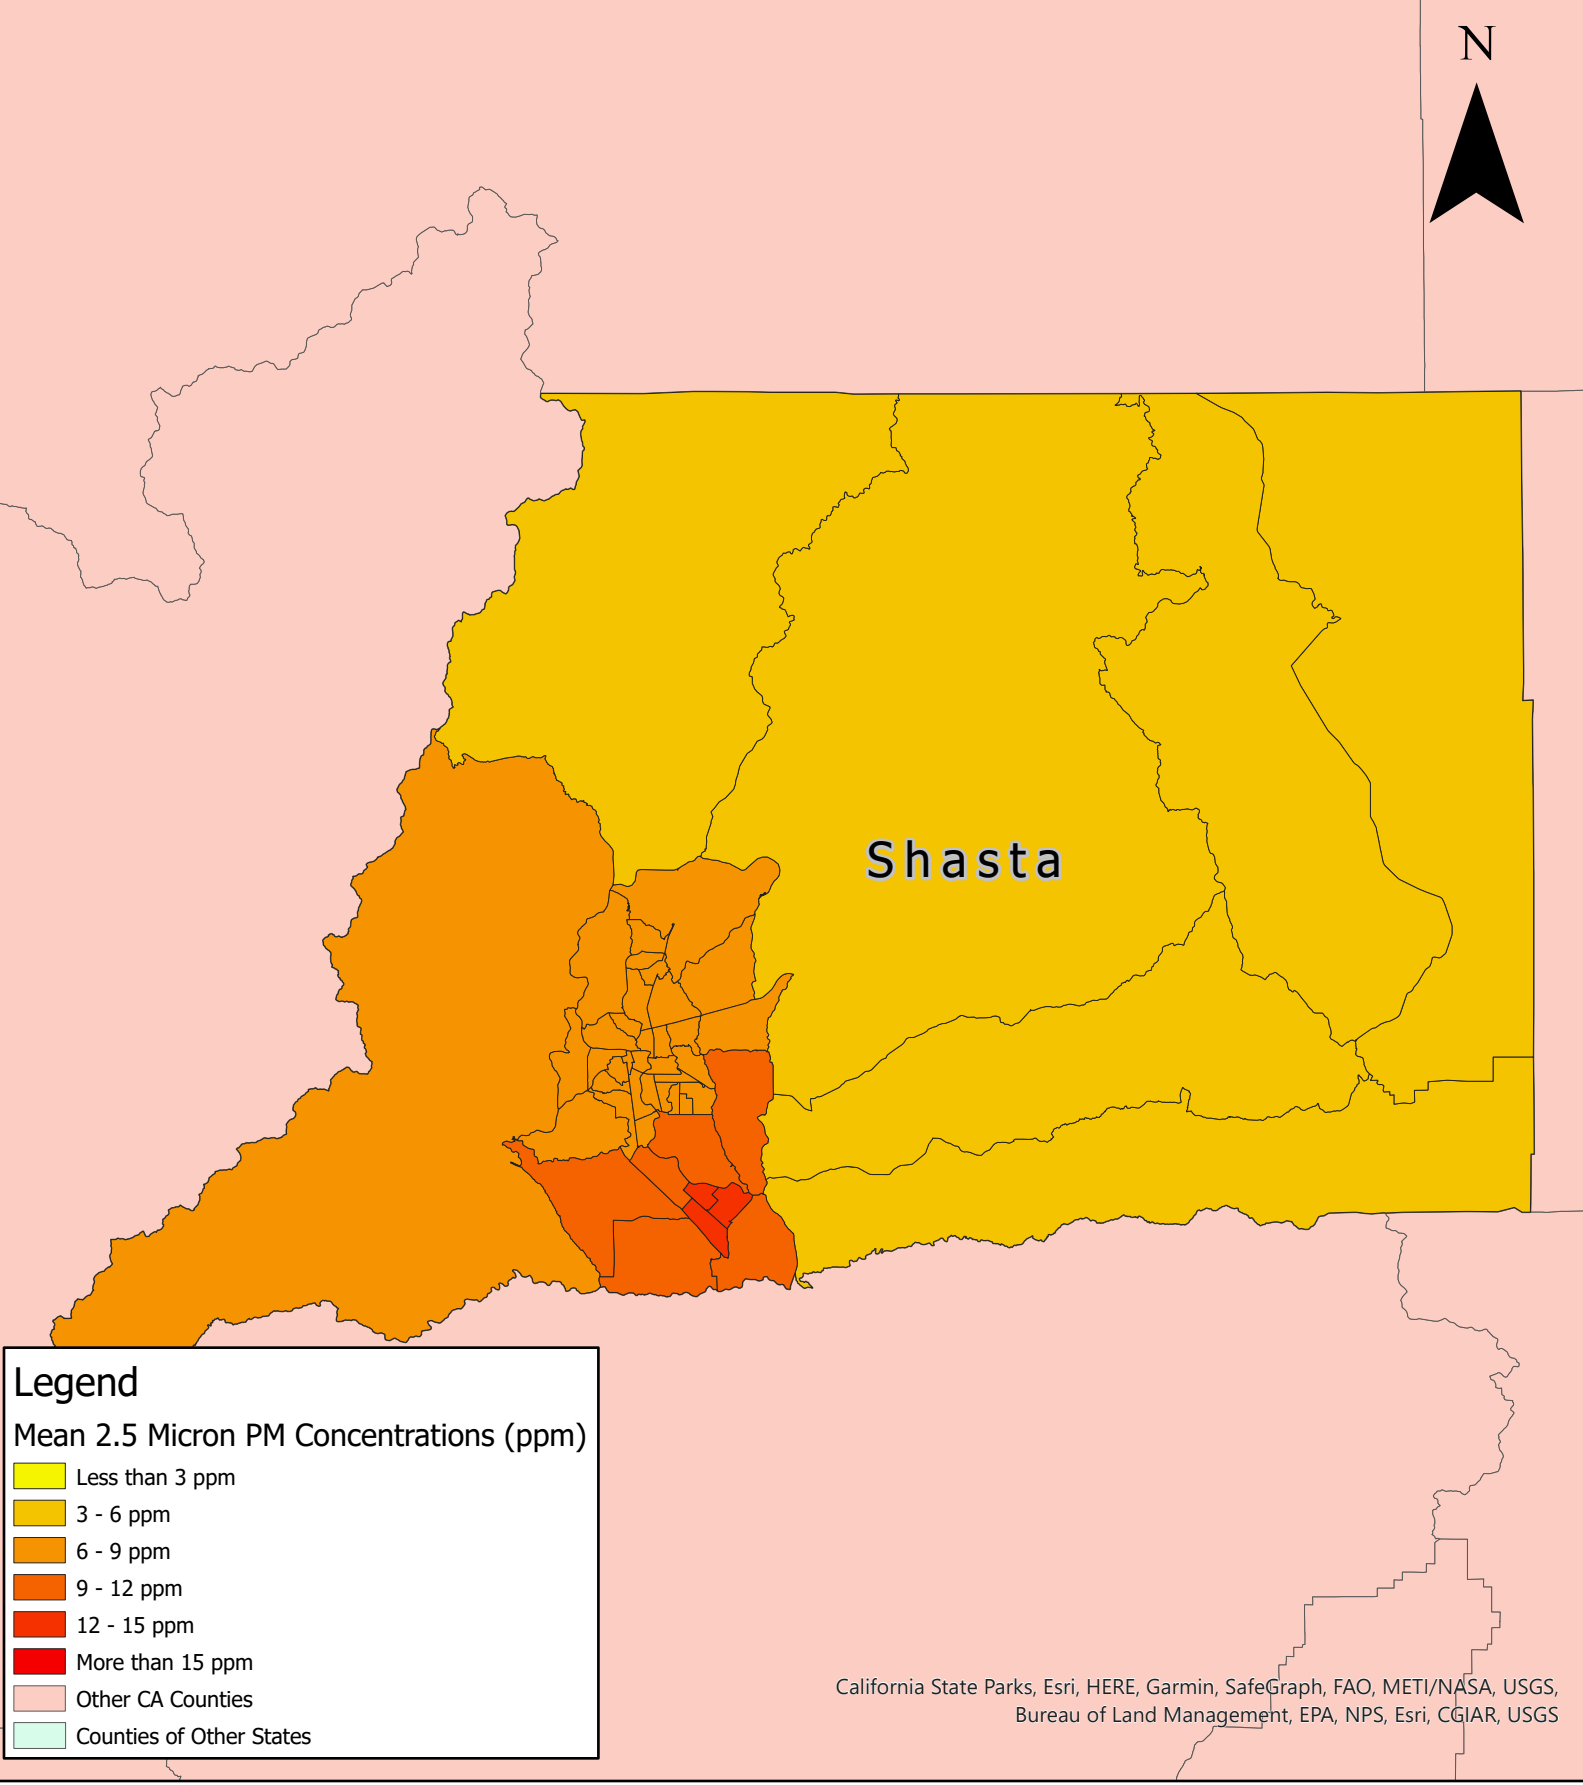 N
Shasta
Legend
Mean 2.5 Micron PM Concentrations (ppm)
Less than 3 ppm
3 - 6 ppm
6 - 9 ppm
9 - 12 ppm
12 - 15 ppm
More than 15 ppm
Other CA Counties
Counties of Other States
California State Parks, Esri, HERE, Garmin, SafeGraph, FAO, METI/NASA, USGS,
Bureau of Land Management, EPA, NPS, Esri, CGIAR, USGS